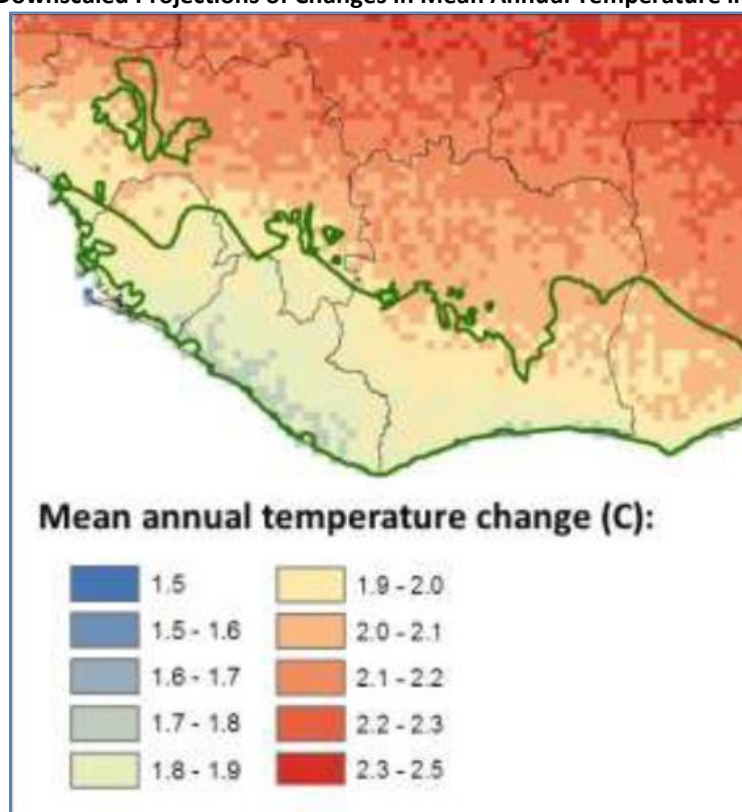 Downscaled Projections of Changes in Mean Annual Temperature
Mean annual temperature change (C):
1.5
1.5 - 1.6
1.6 - 1.7
1.7 - 1.8
1.8 - 1.9
1.9 - 2.0
2.0 - 2.1
2.1 - 2.2
2.2 - 2.3
2.3 - 2.5